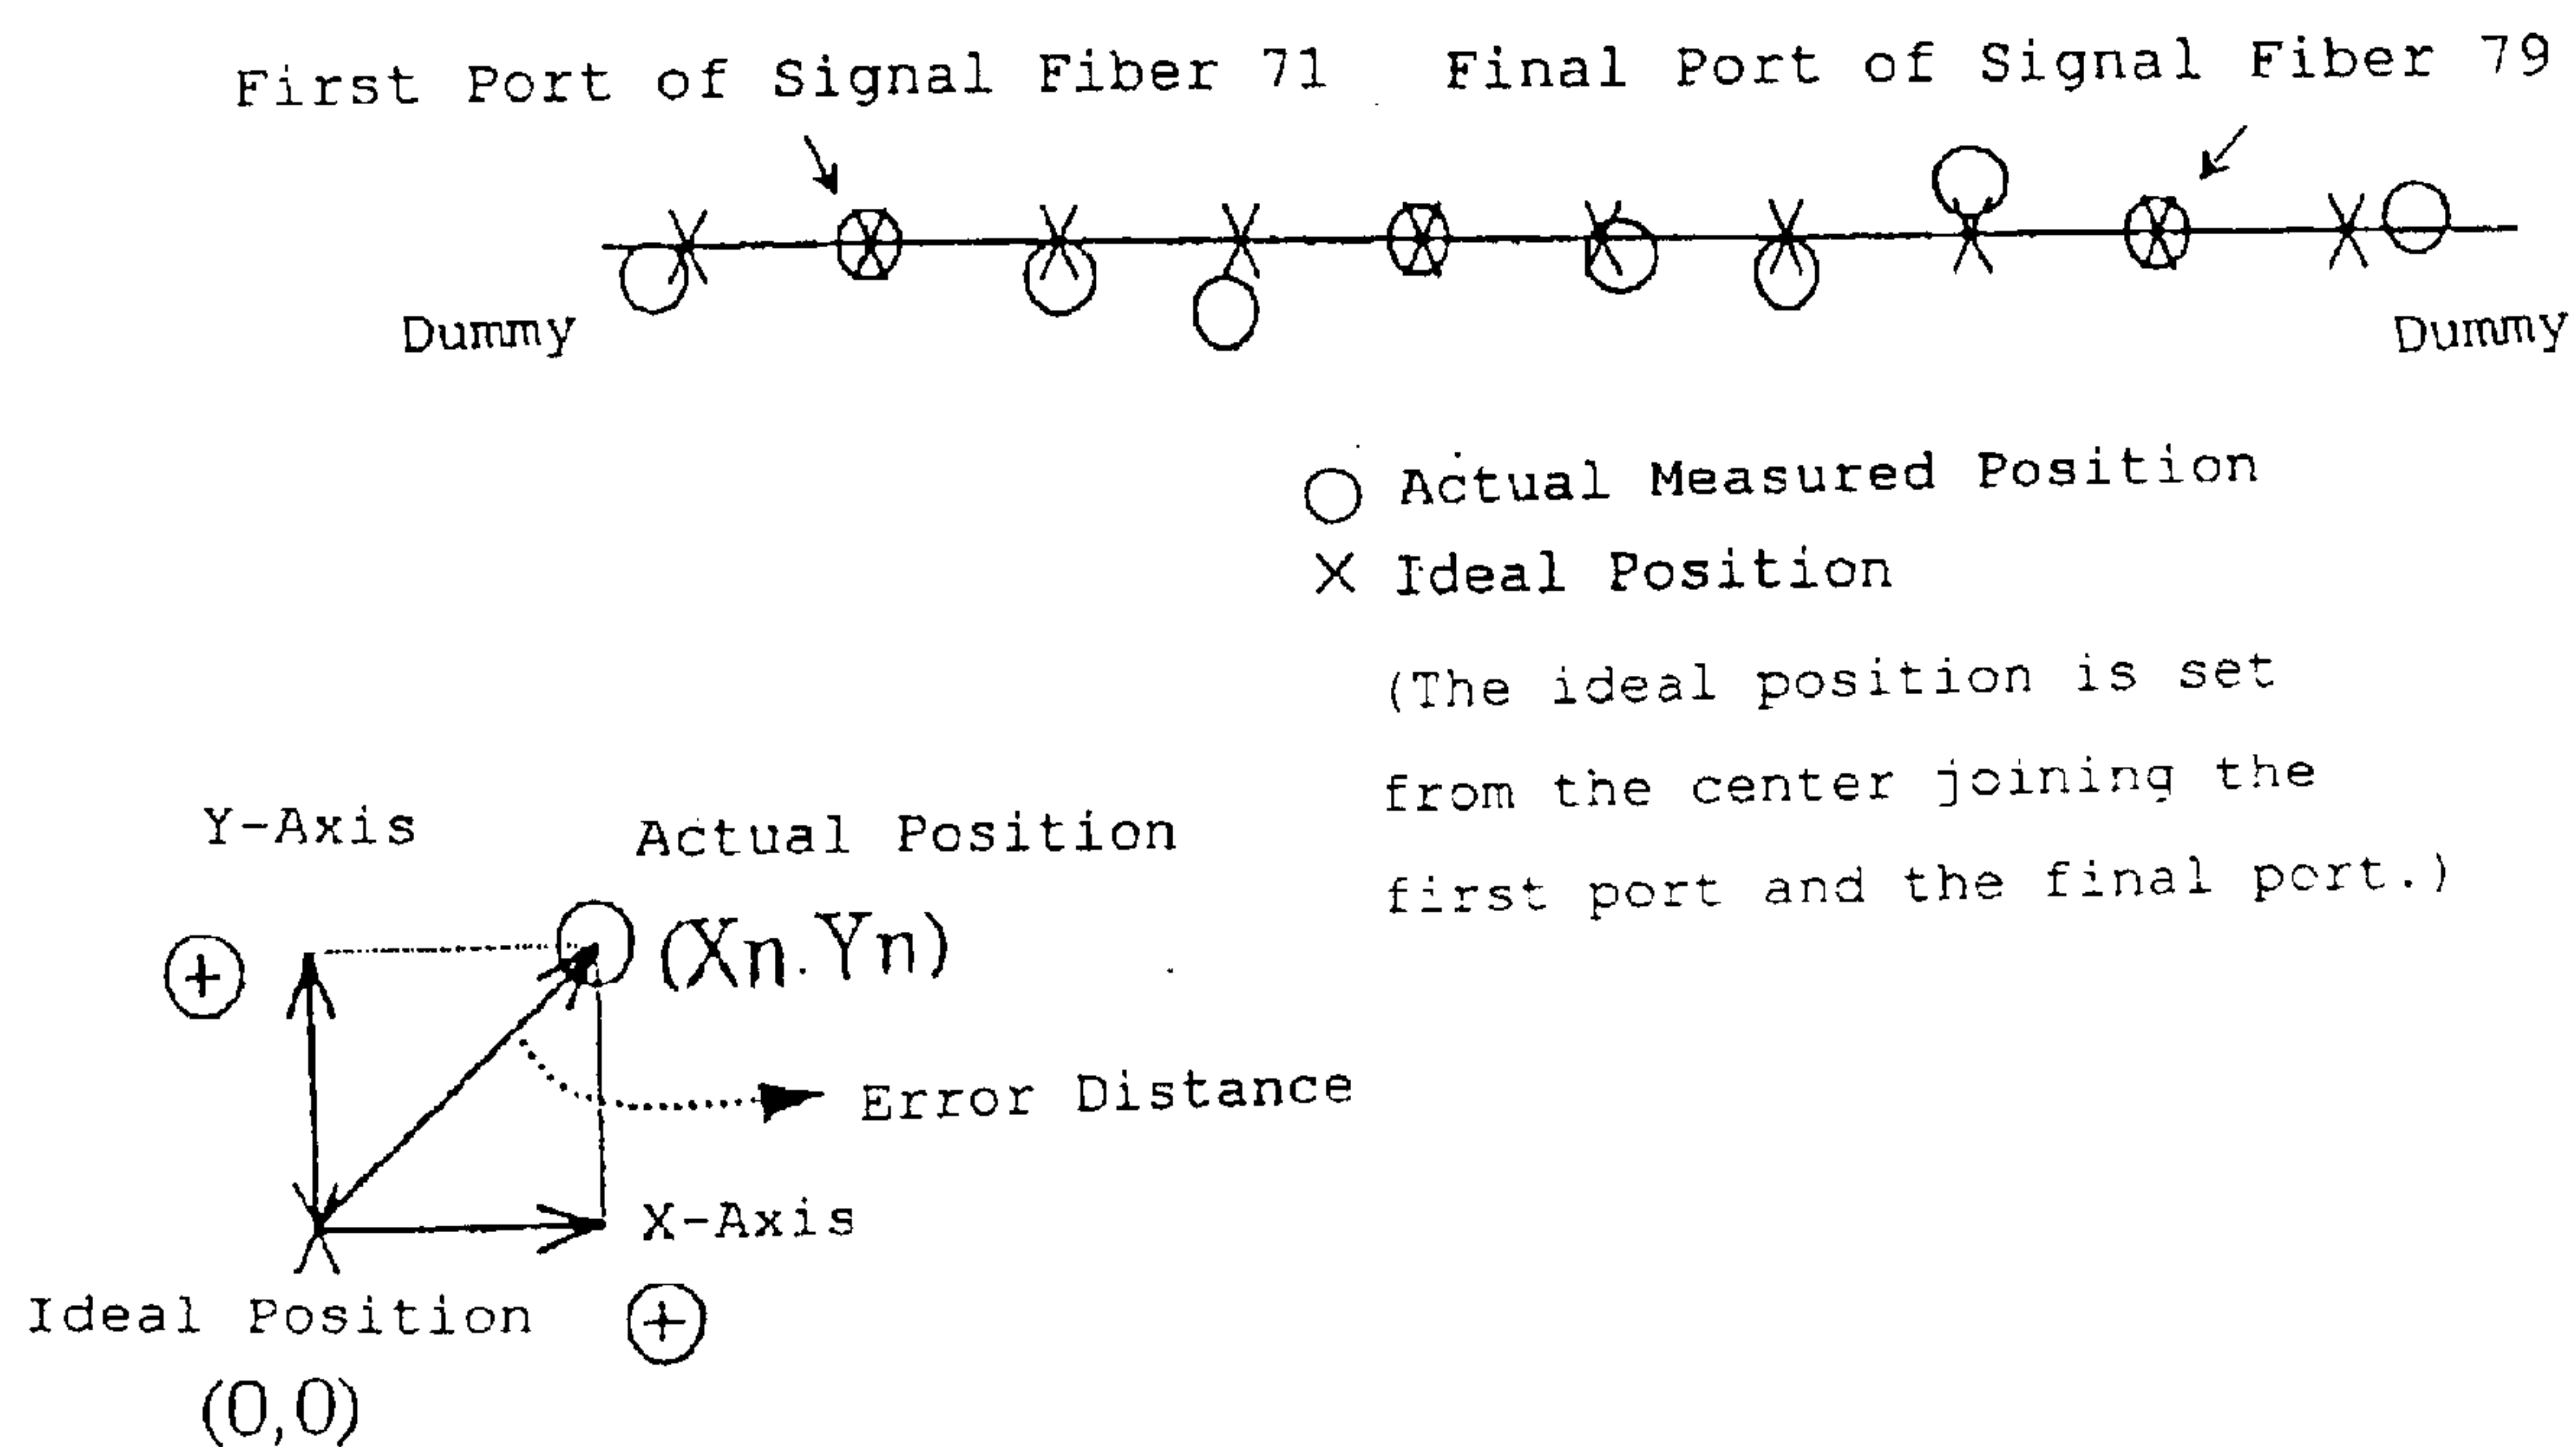 First Port of Signal Fiber 71
Final Port of Signal Fiber 79
Dummy
Dummy
Actual Measured Position
X Ideal Position
(The ideal position is set
from the center joining the
first port and the final port.)
Y-Axis
Actual Position
(Xn.Yn)
Error Distance
X-Axis
Ideal Position
(0,0)